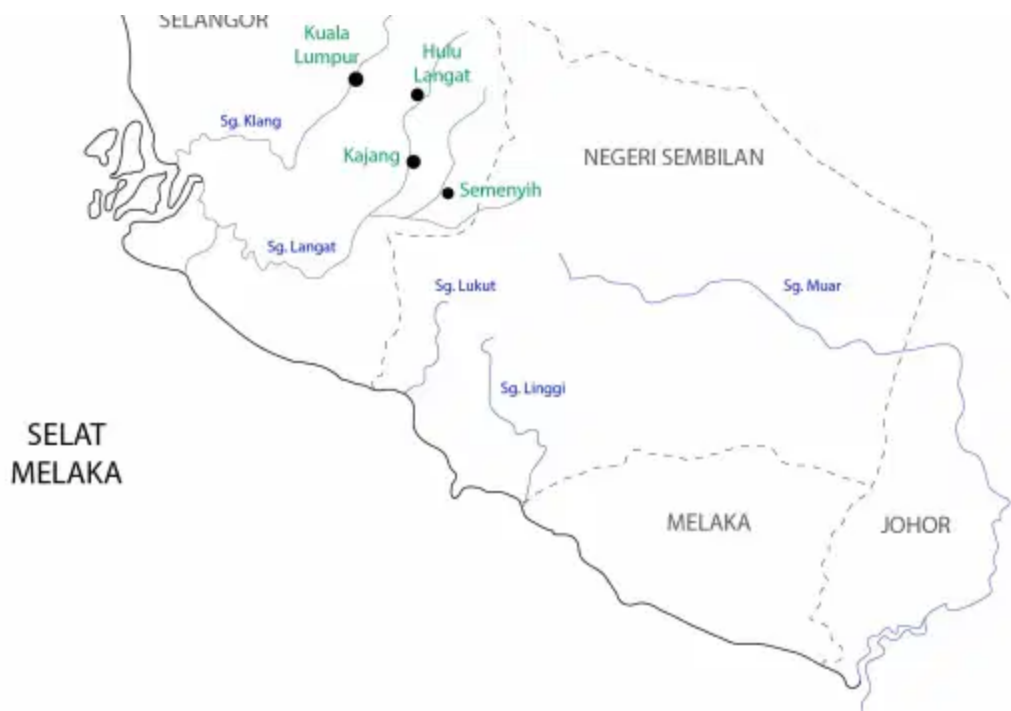 SELANGOR
Kuala
Lumpur
Hulu
Langat
Sg. Klang
Kajang
NEGERI SEMBILAN
Semenyih
Sg. Langat
Sg. Lukut
Sg. Muar
Sg. Linggi
SELAT
MELAKA
MELAKA
JOHOR